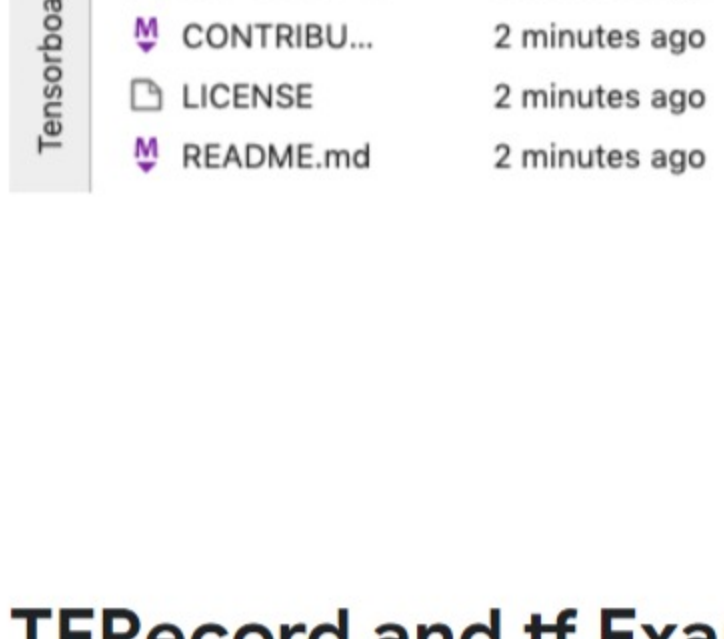 Tensorboa
CONTRIBU... 2 minutes ago
LICENSE 2 minutes ago
README.md 2 minutes ago
TFRecord and tf Exa